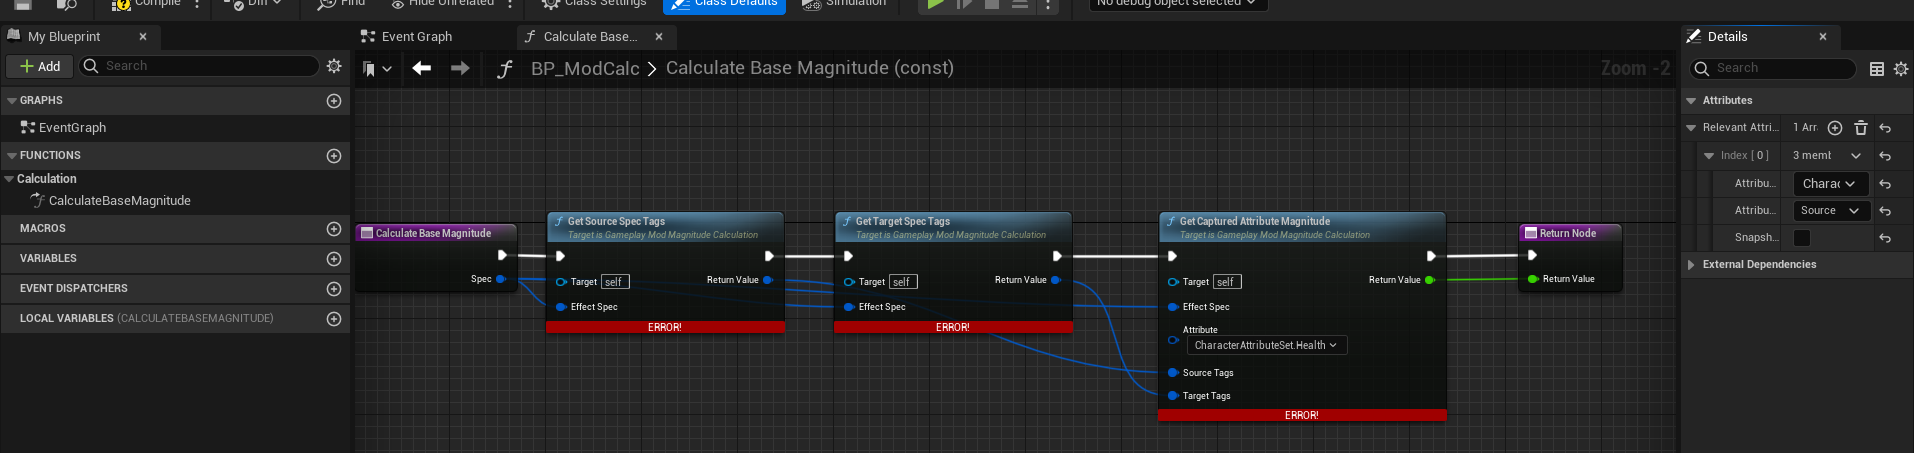 Compile
Diff
Find
Hide Unrelated
Class Settings
Class Defaults
Simulation
No debug object selected
My Blueprint
Event Graph
Calculate Base...
Details
Add
Search
BP_ModCalc > Calculate Base Magnitude (const)
Zoom -2
Search
GRAPHS
EventGraph
FUNCTIONS
Calculation
CalculateBaseMagnitude
MACROS
VARIABLES
EVENT DISPATCHERS
LOCAL VARIABLES (CALCULATEBASEMAGNITUDE)
Calculate Base Magnitude
Spec
Get Source Spec Tags
Target is Gameplay Mod Magnitude Calculation
Target self
Return Value
Effect Spec
ERROR!
Get Target Spec Tags
Target is Gameplay Mod Magnitude Calculation
Target self
Return Value
Effect Spec
ERROR!
Get Captured Attribute Magnitude
Target is Gameplay Mod Magnitude Calculation
Target self
Return Value
Effect Spec
Attribute
CharacterAttributeSet.Health
Source Tags
Target Tags
ERROR!
Return Node
Return Value
Attributes
Relevant Attri... 1 Arr
Index [ 0 ] 3 memb
Attribu... Charac
Attribu... Source
Snapsh...
External Dependencies